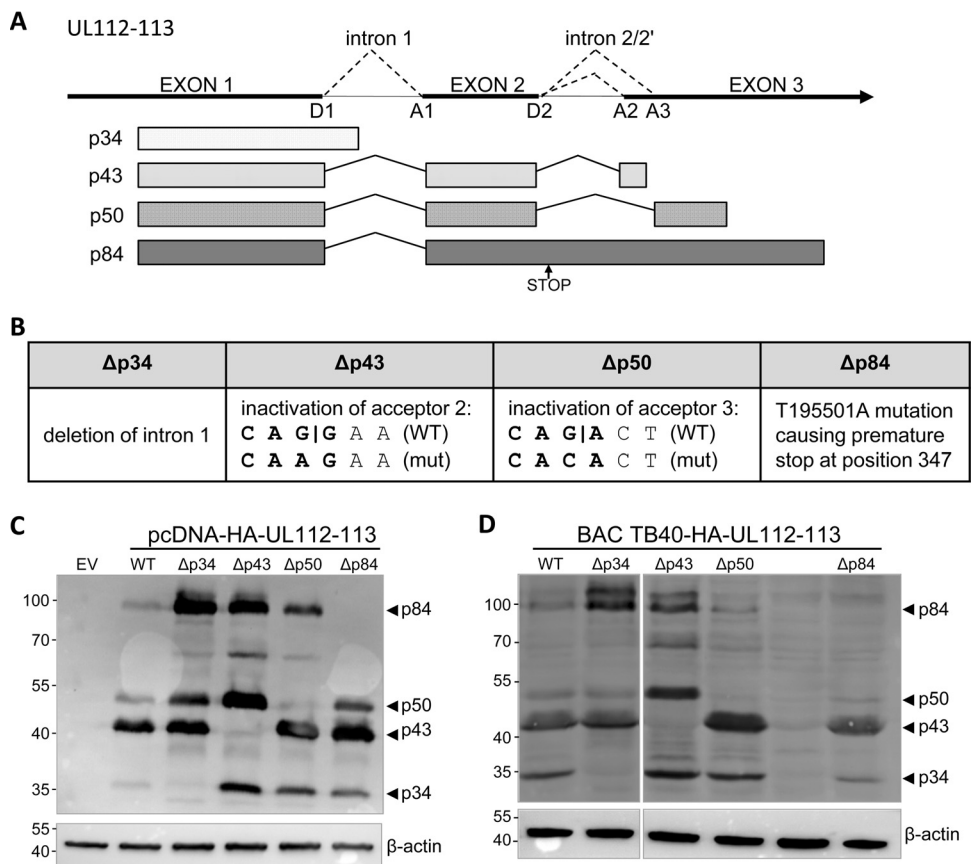 A
UL112-113
intron 1
intron 2/2'
EXON 1
EXON 2
EXON 3
D1
A1
D2
A2
A3
p34
p43
p50
p84
STOP
B
Δp34
Δp43
Δp50
Δp84
deletion of intron 1
inactivation of acceptor 2:
C A G|G A A (WT)
C A A G A A (mut)
inactivation of acceptor 3:
C A G|A C T (WT)
C A C A C T (mut)
T195501A mutation
causing premature
stop at position 347
C
pcDNA-HA-UL112-113
EV WT Δp34 Δp43 Δp50 Δp84
100
70
55
40
35
p84
p50
p43
p34
55
40
β-actin
D
BAC TB40-HA-UL112-113
WT Δp34 Δp43 Δp50 Δp84
100
70
55
40
35
p84
p50
p43
p34
55
40
β-actin